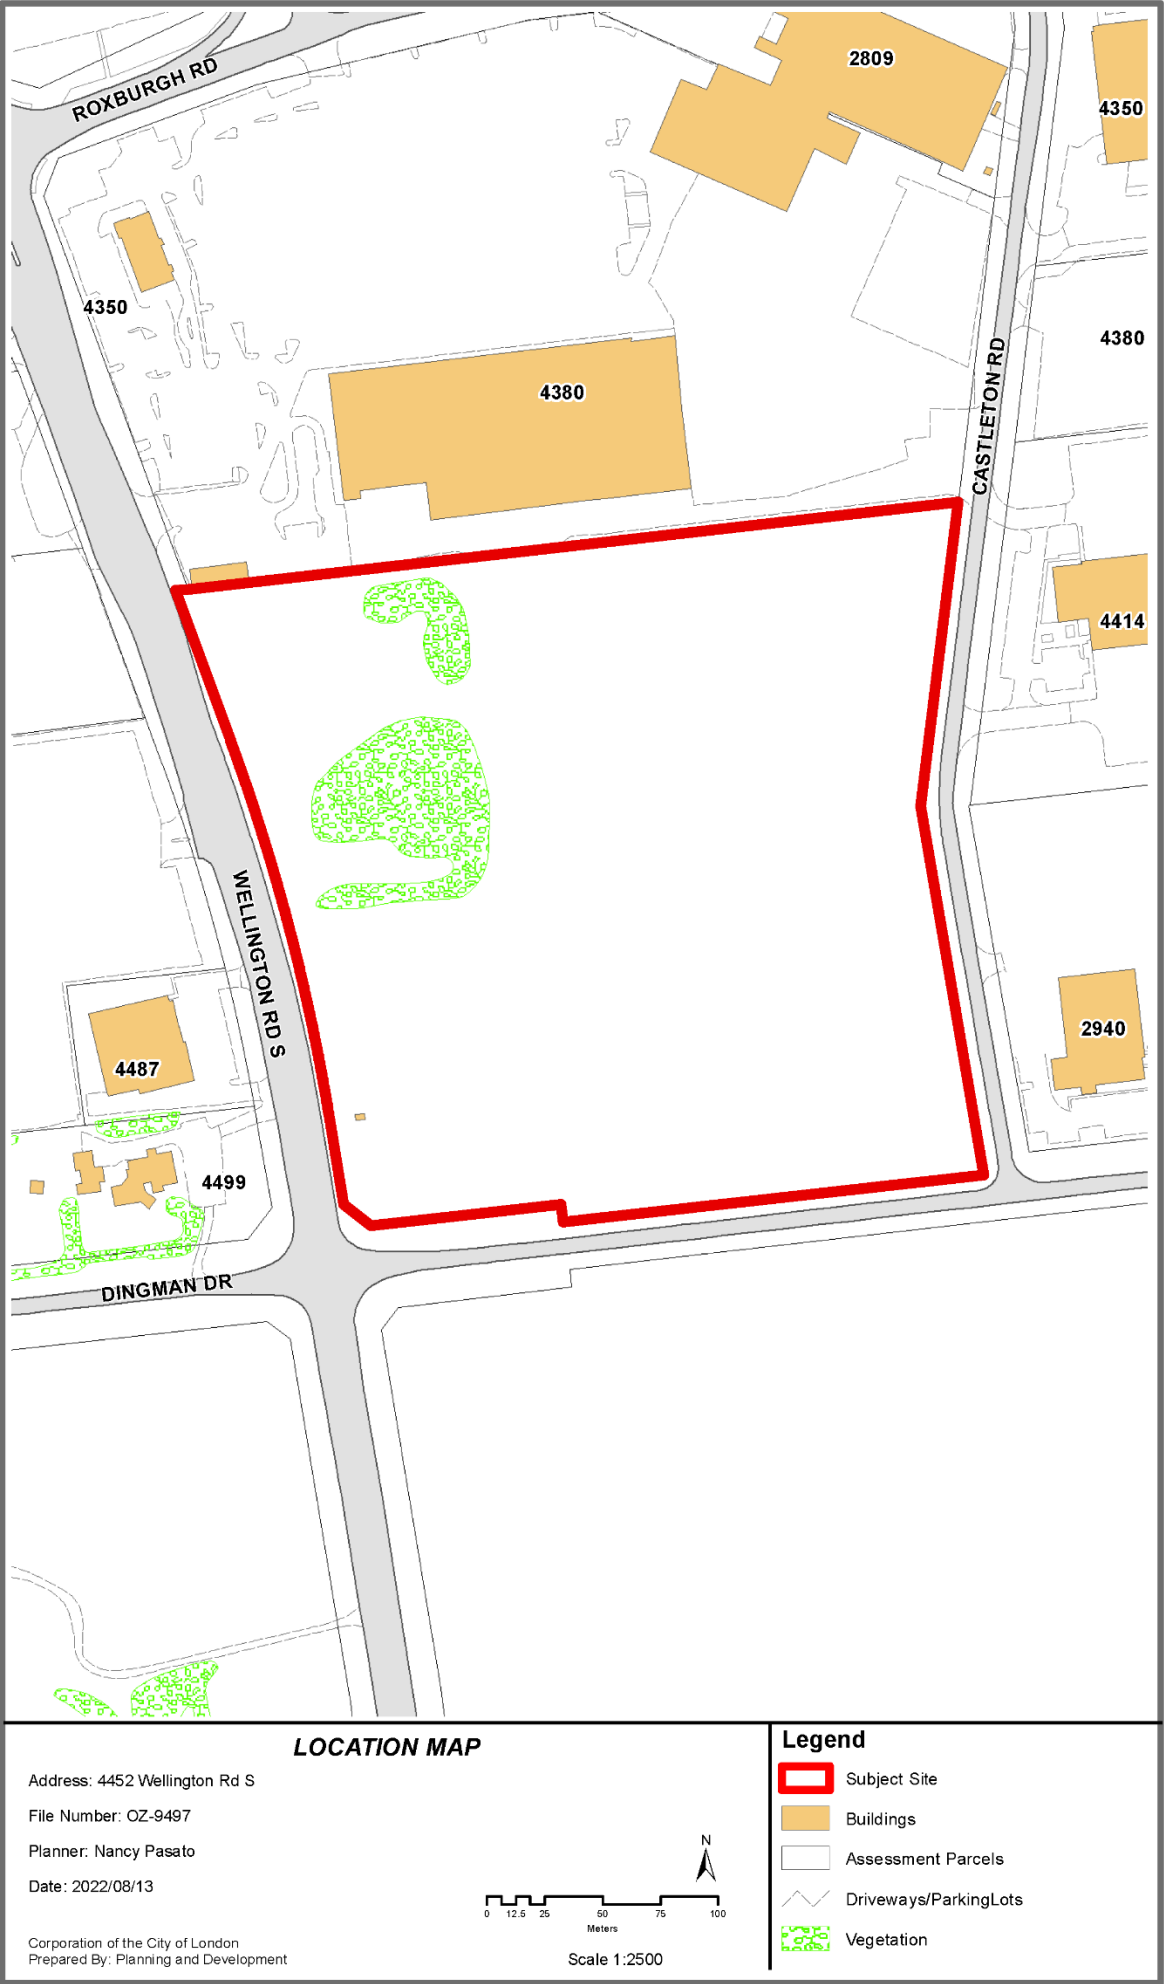 ROXBURGH RD
2809
4350
4350
4380
4380
CASTLETON RD
4414
WELLINGTON RD S
2940
4487
4499
DINGMAN DR
LOCATION MAP
Address: 4452 Wellington Rd S
File Number: OZ-9497
Planner: Nancy Pasato
Date: 2022/08/13
Corporation of the City of London
Prepared By: Planning and Development
N
0 12.5 25 50 75 100
Meters
Scale 1:2500
Legend
Subject Site
Buildings
Assessment Parcels
Driveways/ParkingLots
Vegetation